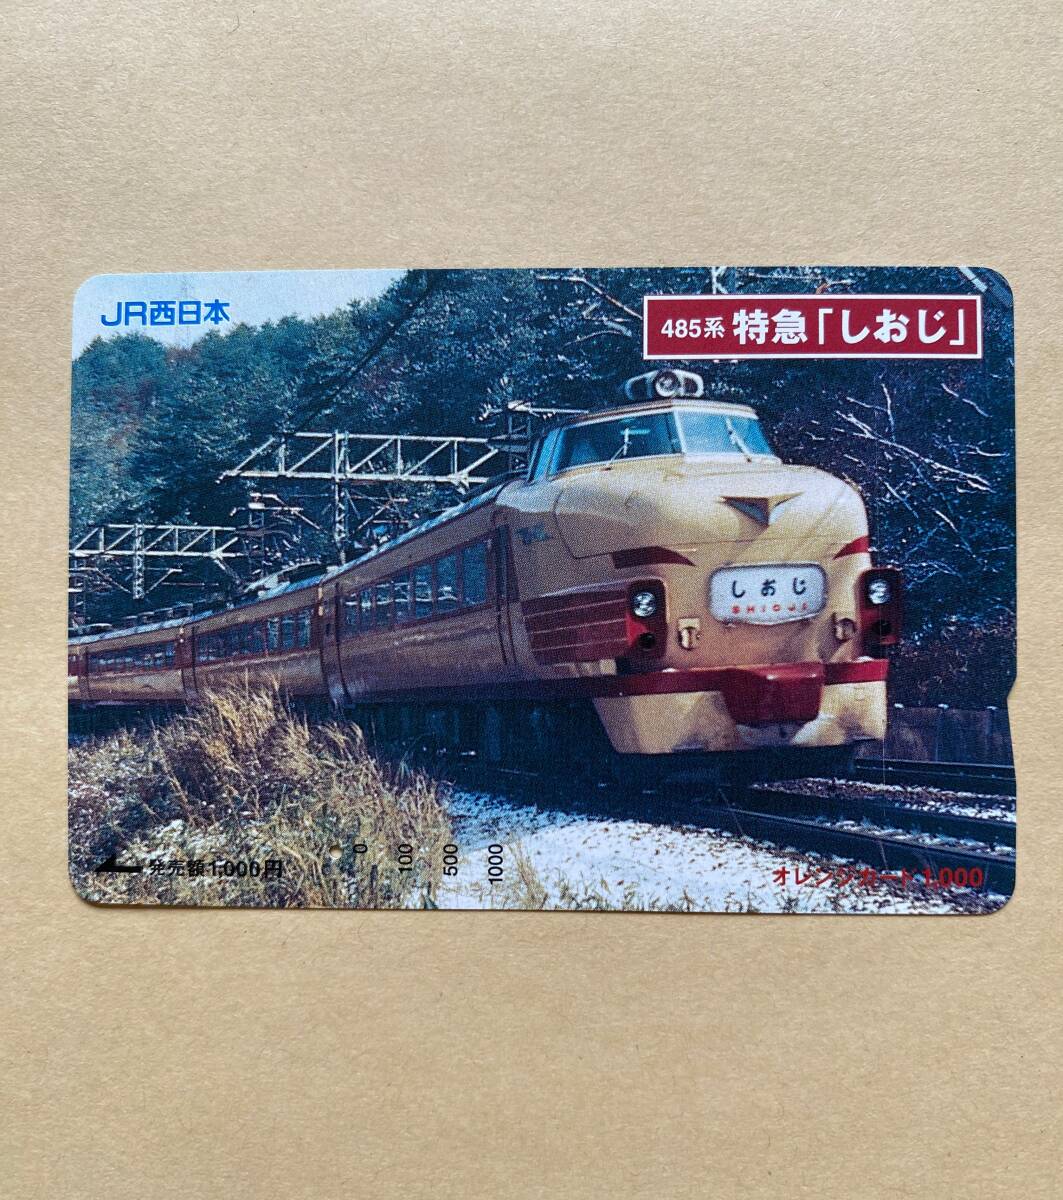 JR西日本
485系 特急「しおじ」
しおじ
SHIOJI
発売額1,000円
0
100
500
1000
オレンジカード 1,000